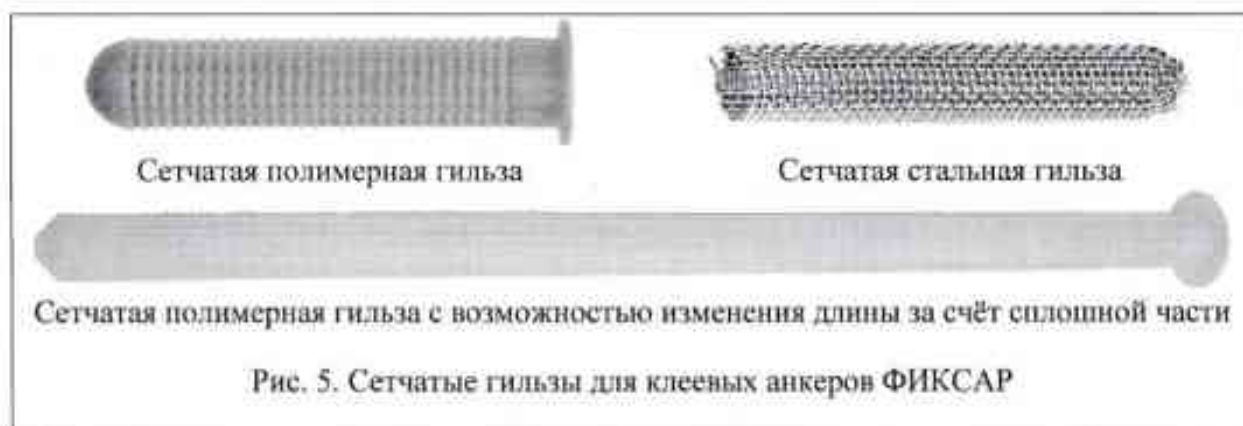 Сетчатая полимерная гильза
Сетчатая стальная гильза
Сетчатая полимерная гильза с возможностью изменения длины за счёт сплошной части
Рис. 5. Сетчатые гильзы для клеевых анкеров ФИКСАР